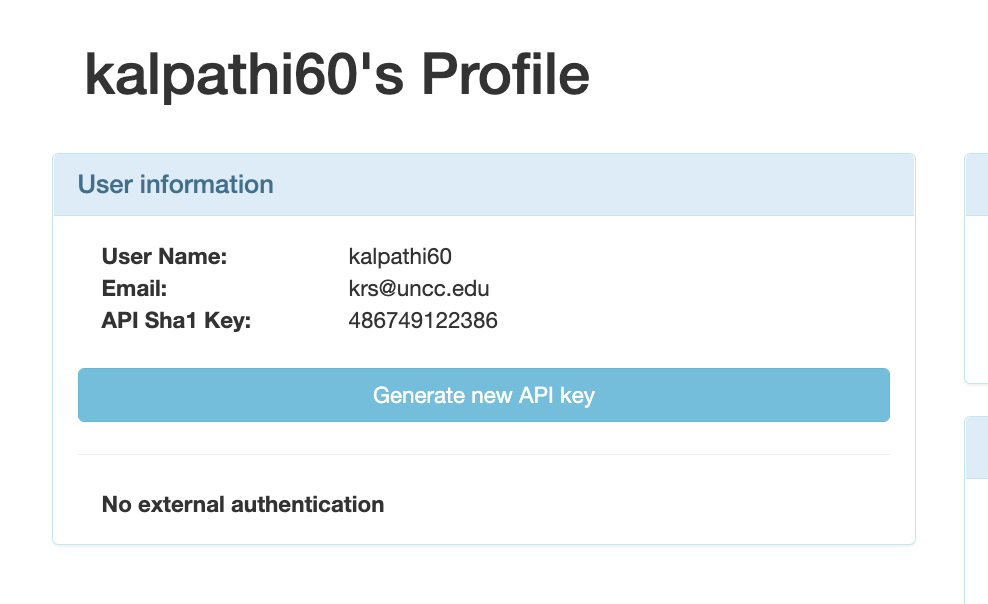 kalpathi60's Profile
User information
User Name: kalpathi60
Email: krs@uncc.edu
API Sha1 Key: 486749122386
Generate new API key
No external authentication